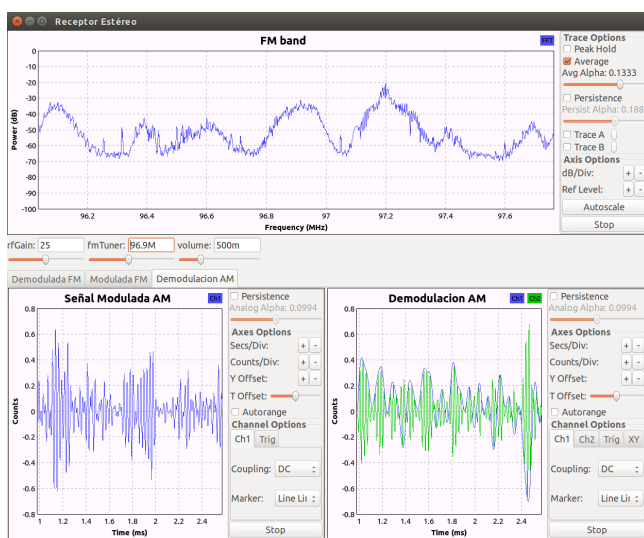 Receptor Estéreo
FM band
FFT
Power (dB)
0
-10
-20
-30
-40
-50
-60
-70
-80
-90
-100
96.2 96.4 96.6 96.8 97 97.2 97.4 97.6
Frequency (MHz)
Trace Options
Peak Hold
Average
Avg Alpha: 0.1333
Persistence
Persist Alpha: 0.188
Trace A
Trace B
Axis Options
dB/Div: + -
Ref Level: + -
Autoscale
Stop
rfGain: 25 fmTuner: 96.9M volume: 500m
Demodulada FM Modulada FM Demodulacion AM
Señal Modulada AM
Ch1
Counts
0.8
0.6
0.4
0.2
0.0
-0.2
-0.4
-0.6
-0.8
1 1.2 1.4 1.6 1.8 2 2.2 2.4
Time (ms)
Persistence
Analog Alpha: 0.0994
Axes Options
Secs/Div: + -
Counts/Div: + -
Y Offset: + -
T Offset:
Autorange
Channel Options
Ch1 Trig
Coupling: DC
Marker: Line Lin
Stop
Demodulacion AM
Ch1 Ch2
Counts
0.8
0.6
0.4
0.2
0.0
-0.2
-0.4
-0.6
-0.8
1 1.2 1.4 1.6 1.8 2 2.2 2.4
Time (ms)
Persistence
Analog Alpha: 0.0994
Axes Options
Secs/Div: + -
Counts/Div: + -
Y Offset: + -
T Offset:
Autorange
Channel Options
Ch1 Ch2 Trig XY
Coupling: DC
Marker: Line Lin
Stop